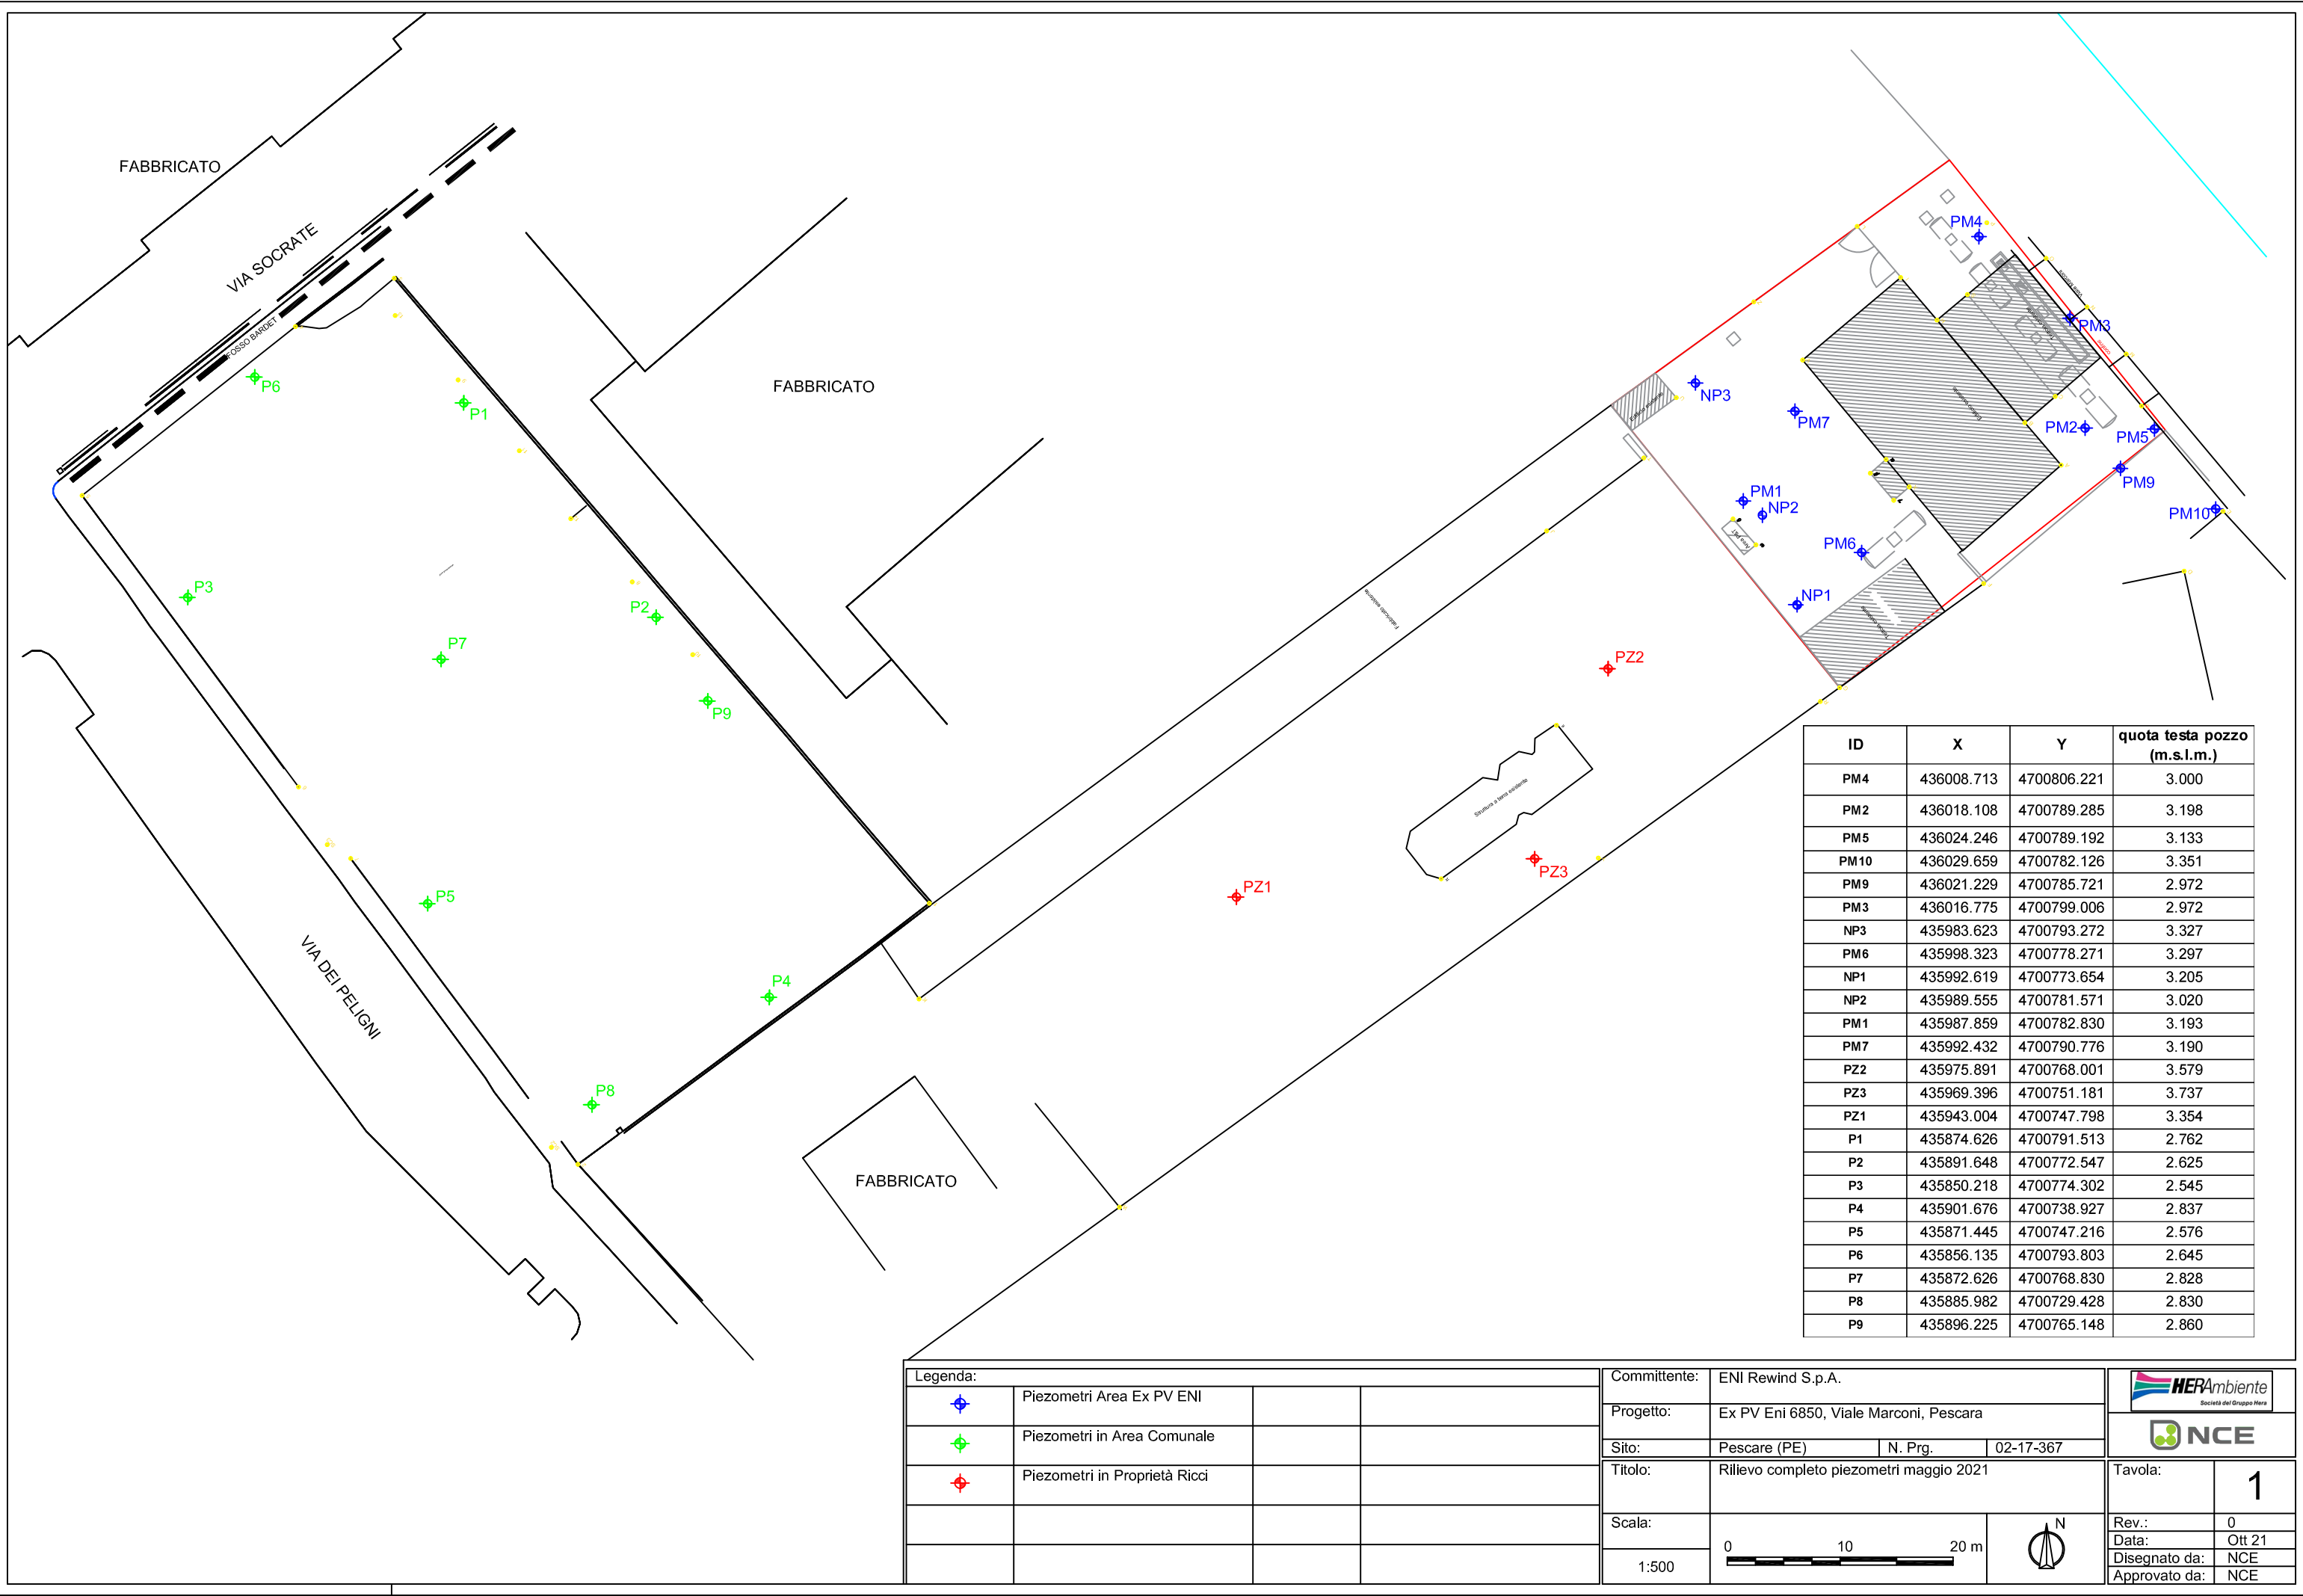 FABBRICATO
VIA SOCRATE
FOSSO BARDET
P6
P1
FABBRICATO
P3
P2
P7
P9
P5
P4
P8
VIA DEI PELIGNI
FABBRICATO
PM4
PM3
NP3
PM7
PM2
PM5
PM9
PM1
NP2
PM10
PM6
NP1
Fabbricato esistente
PZ2
Struttura a terra esistente
PZ3
PZ1
ID X Y quota testa pozzo
(m.s.l.m.)
PM4 436008.713 4700806.221 3.000
PM2 436018.108 4700789.285 3.198
PM5 436024.246 4700789.192 3.133
PM10 436029.659 4700782.126 3.351
PM9 436021.229 4700785.721 2.972
PM3 436016.775 4700799.006 2.972
NP3 435983.623 4700793.272 3.327
PM6 435998.323 4700778.271 3.297
NP1 435992.619 4700773.654 3.205
NP2 435989.555 4700781.571 3.020
PM1 435987.859 4700782.830 3.193
PM7 435992.432 4700790.776 3.190
PZ2 435975.891 4700768.001 3.579
PZ3 435969.396 4700751.181 3.737
PZ1 435943.004 4700747.798 3.354
P1 435874.626 4700791.513 2.762
P2 435891.648 4700772.547 2.625
P3 435850.218 4700774.302 2.545
P4 435901.676 4700738.927 2.837
P5 435871.445 4700747.216 2.576
P6 435856.135 4700793.803 2.645
P7 435872.626 4700768.830 2.828
P8 435885.982 4700729.428 2.830
P9 435896.225 4700765.148 2.860
Legenda:
Piezometri Area Ex PV ENI
Piezometri in Area Comunale
Piezometri in Proprietà Ricci
Committente: ENI Rewind S.p.A.
Progetto: Ex PV Eni 6850, Viale Marconi, Pescara
Sito: Pescare (PE) N. Prg. 02-17-367
Titolo: Rilievo completo piezometri maggio 2021
Scala:
1:500
0 10 20 m
N
HERAmbiente
Società del Gruppo Hera
NCE
Tavola: 1
Rev.: 0
Data: Ott 21
Disegnato da: NCE
Approvato da: NCE